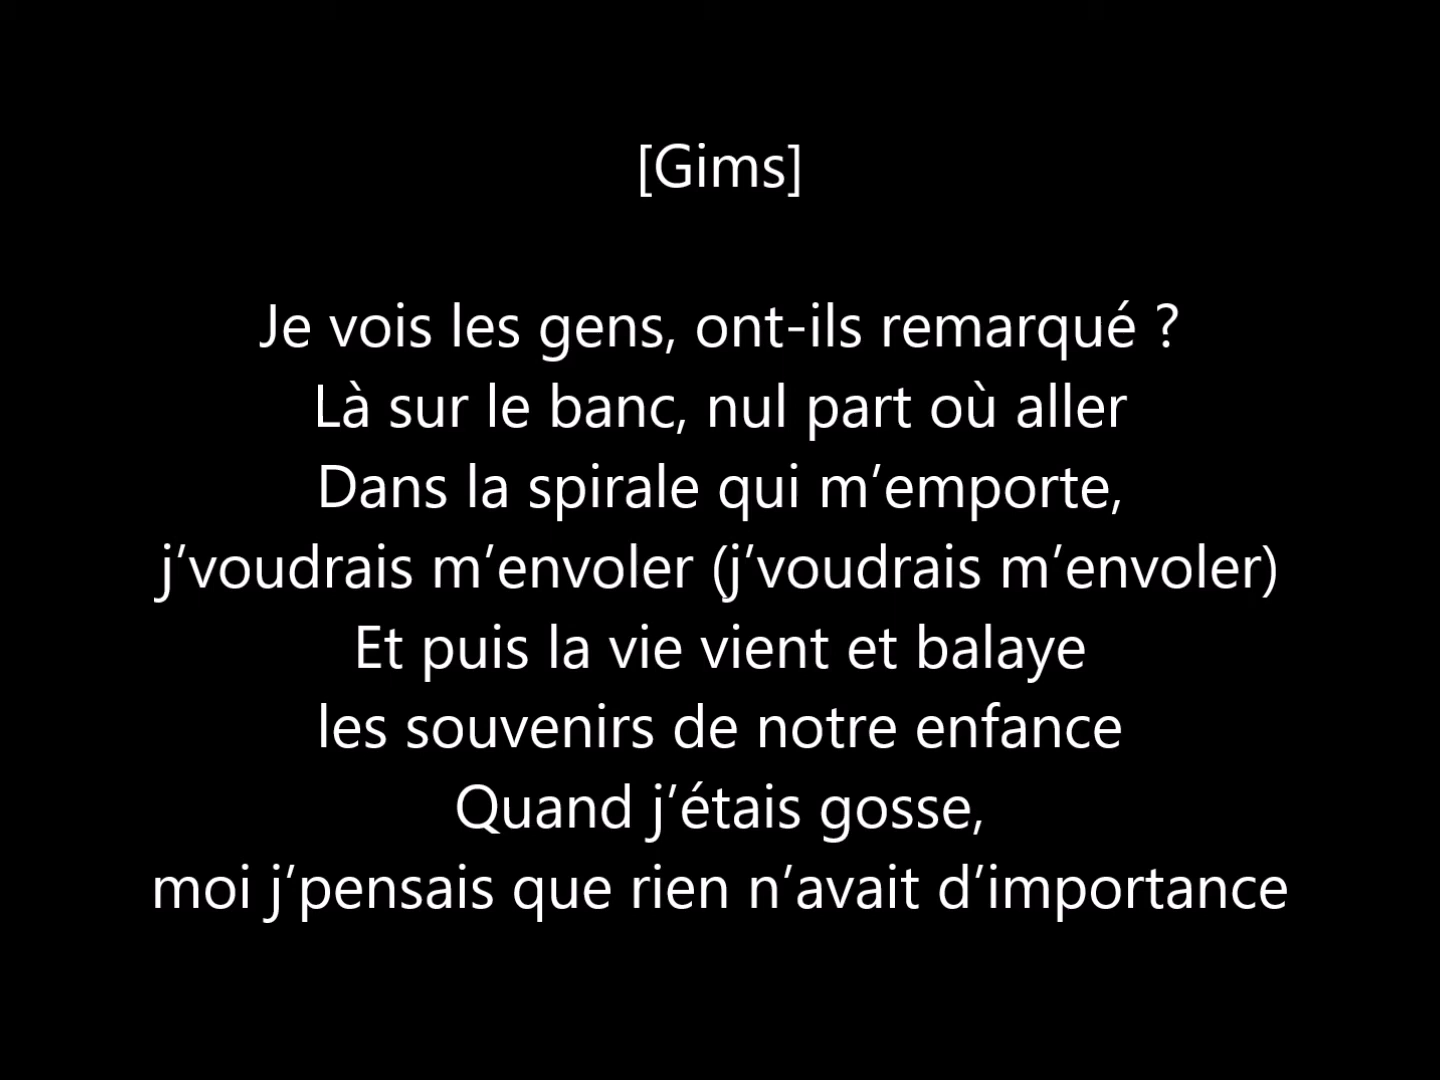 [Gims]
Je vois les gens, ont-ils remarqué ?
Là sur le banc, nul part où aller
Dans la spirale qui m’emporte,
j’voudrais m’envoler (j’voudrais m’envoler)
Et puis la vie vient et balaye
les souvenirs de notre enfance
Quand j’étais gosse,
moi j’pensais que rien n’avait d’importance